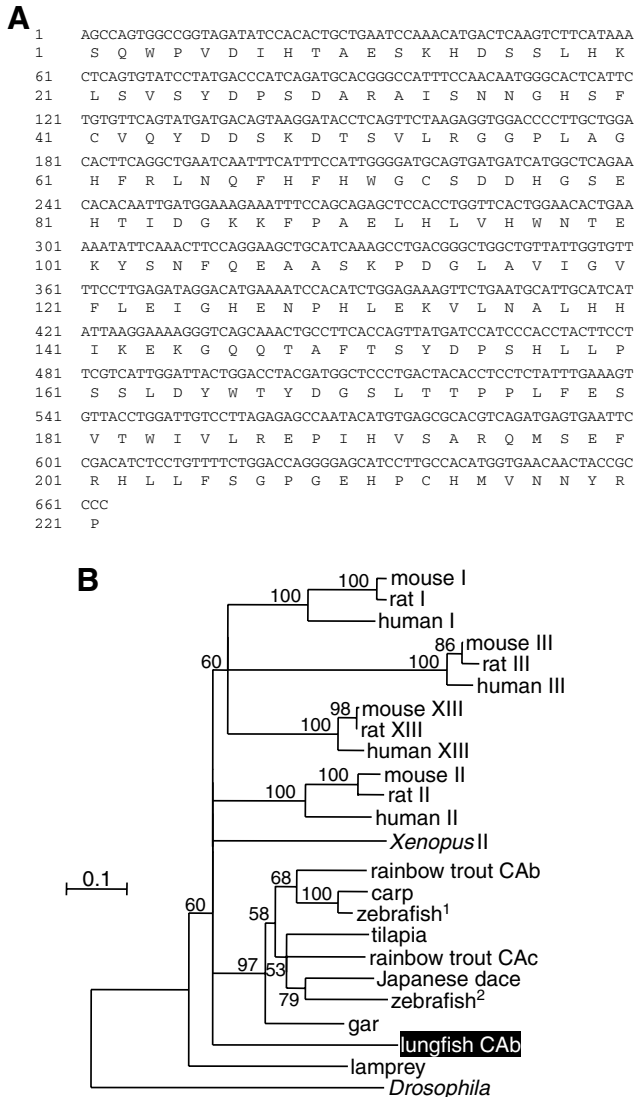 A
1 AGCCAGTGGCCGGTAGATATCCACACTGCTGAATCCAAACATGACTCAAGTCTTCATAAA
1 S Q W P V D I H T A E S K H D S S L H K
61 CTCAGTGTATCCTATGACCCATCAGATGCACGGGCCATTTCCAACAATGGGCACTCATTC
21 L S V S Y D P S D A R A I S N N G H S F
121 TGTGTTCAGTATGATGACAGTAAGGATACCTCAGTTCTAAGAGGTGGACCCCTTGCTGGA
41 C V Q Y D D S K D T S V L R G G P L A G
181 CACTTCAGGCTGAATCAATTTCATTTCCATTGGGGATGCAGTGATGATCATGGCTCAGAA
61 H F R L N Q F H F H W G C S D D H G S E
241 CACACAATTGATGGAAAGAAATTTCCAGCAGAGCTCCACCTGGTTCACTGGAACACTGAA
81 H T I D G K K F P A E L H L V H W N T E
301 AAATATTCAAACTTCCAGGAAGCTGCATCAAAGCCTGACGGGCTGGCTGTTATTGGTGTT
101 K Y S N F Q E A A S K P D G L A V I G V
361 TTCCTTGAGATAGGACATGAAAATCCACATCTGGAGAAAGTTCTGAATGCATTGCATCAT
121 F L E I G H E N P H L E K V L N A L H H
421 ATTAAGGAAAAGGGTCAGCAAACTGCCTTCACCAGTTATGATCCATCCCACCTACTTCCT
141 I K E K G Q Q T A F T S Y D P S H L L P
481 TCGTCATTGGATTACTGGACCTACGATGGCTCCCTGACTACACCTCCTCTATTTGAAAGT
161 S S L D Y W T Y D G S L T T P P L F E S
541 GTTACCTGGATTGTCCTTAGAGAGCCAATACATGTGAGCGCACGTCAGATGAGTGAATTC
181 V T W I V L R E P I H V S A R Q M S E F
601 CGACATCTCCTGTTTTCTGGACCAGGGGAGCATCCTTGCCACATGGTGAACAACTACCGC
201 R H L L F S G P G E H P C H M V N N Y R
661 CCC
221 P
B
100 mouse I
100 rat I
human I
86 mouse III
60 100 rat III
human III
98 mouse XIII
100 rat XIII
human XIII
100 mouse II
100 rat II
human II
Xenopus II
0.1 68 rainbow trout CAb
100 carp
60 58 zebrafish1
tilapia
97 53 rainbow trout CAc
Japanese dace
79 zebrafish2
gar
lungfish CAb
lamprey
Drosophila